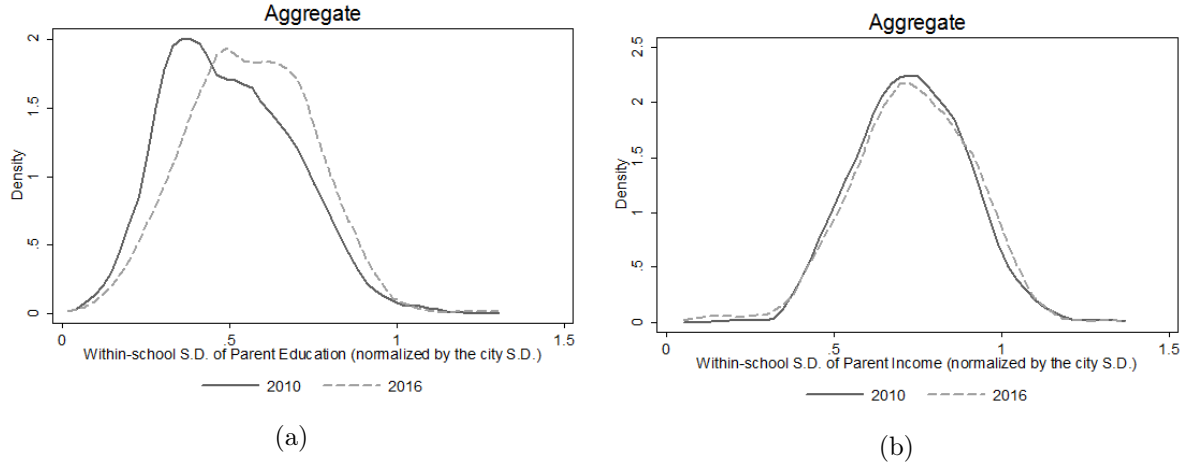 Aggregate
Density
2
1.5
1
.5
0
0 .5 1 1.5
Within-school S.D. of Parent Education (normalized by the city S.D.)
2010 2016
(a)
Aggregate
Density
2.5
2
1.5
1
.5
0
0 .5 1 1.5
Within-school S.D. of Parent Income (normalized by the city S.D.)
2010 2016
(b)